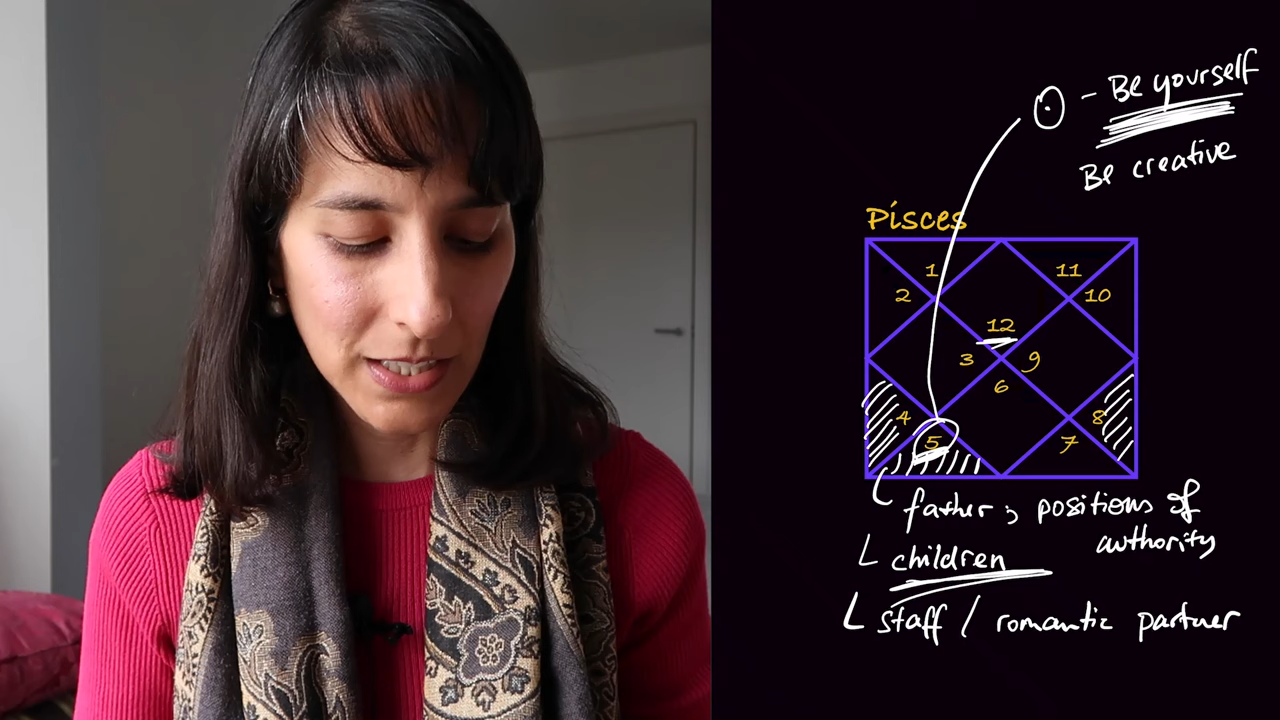 - Be yourself
Be creative
Pisces
1
11
2
10
12
3
9
6
4
8
5
7
father, positions of
authority
children
staff / romantic partner